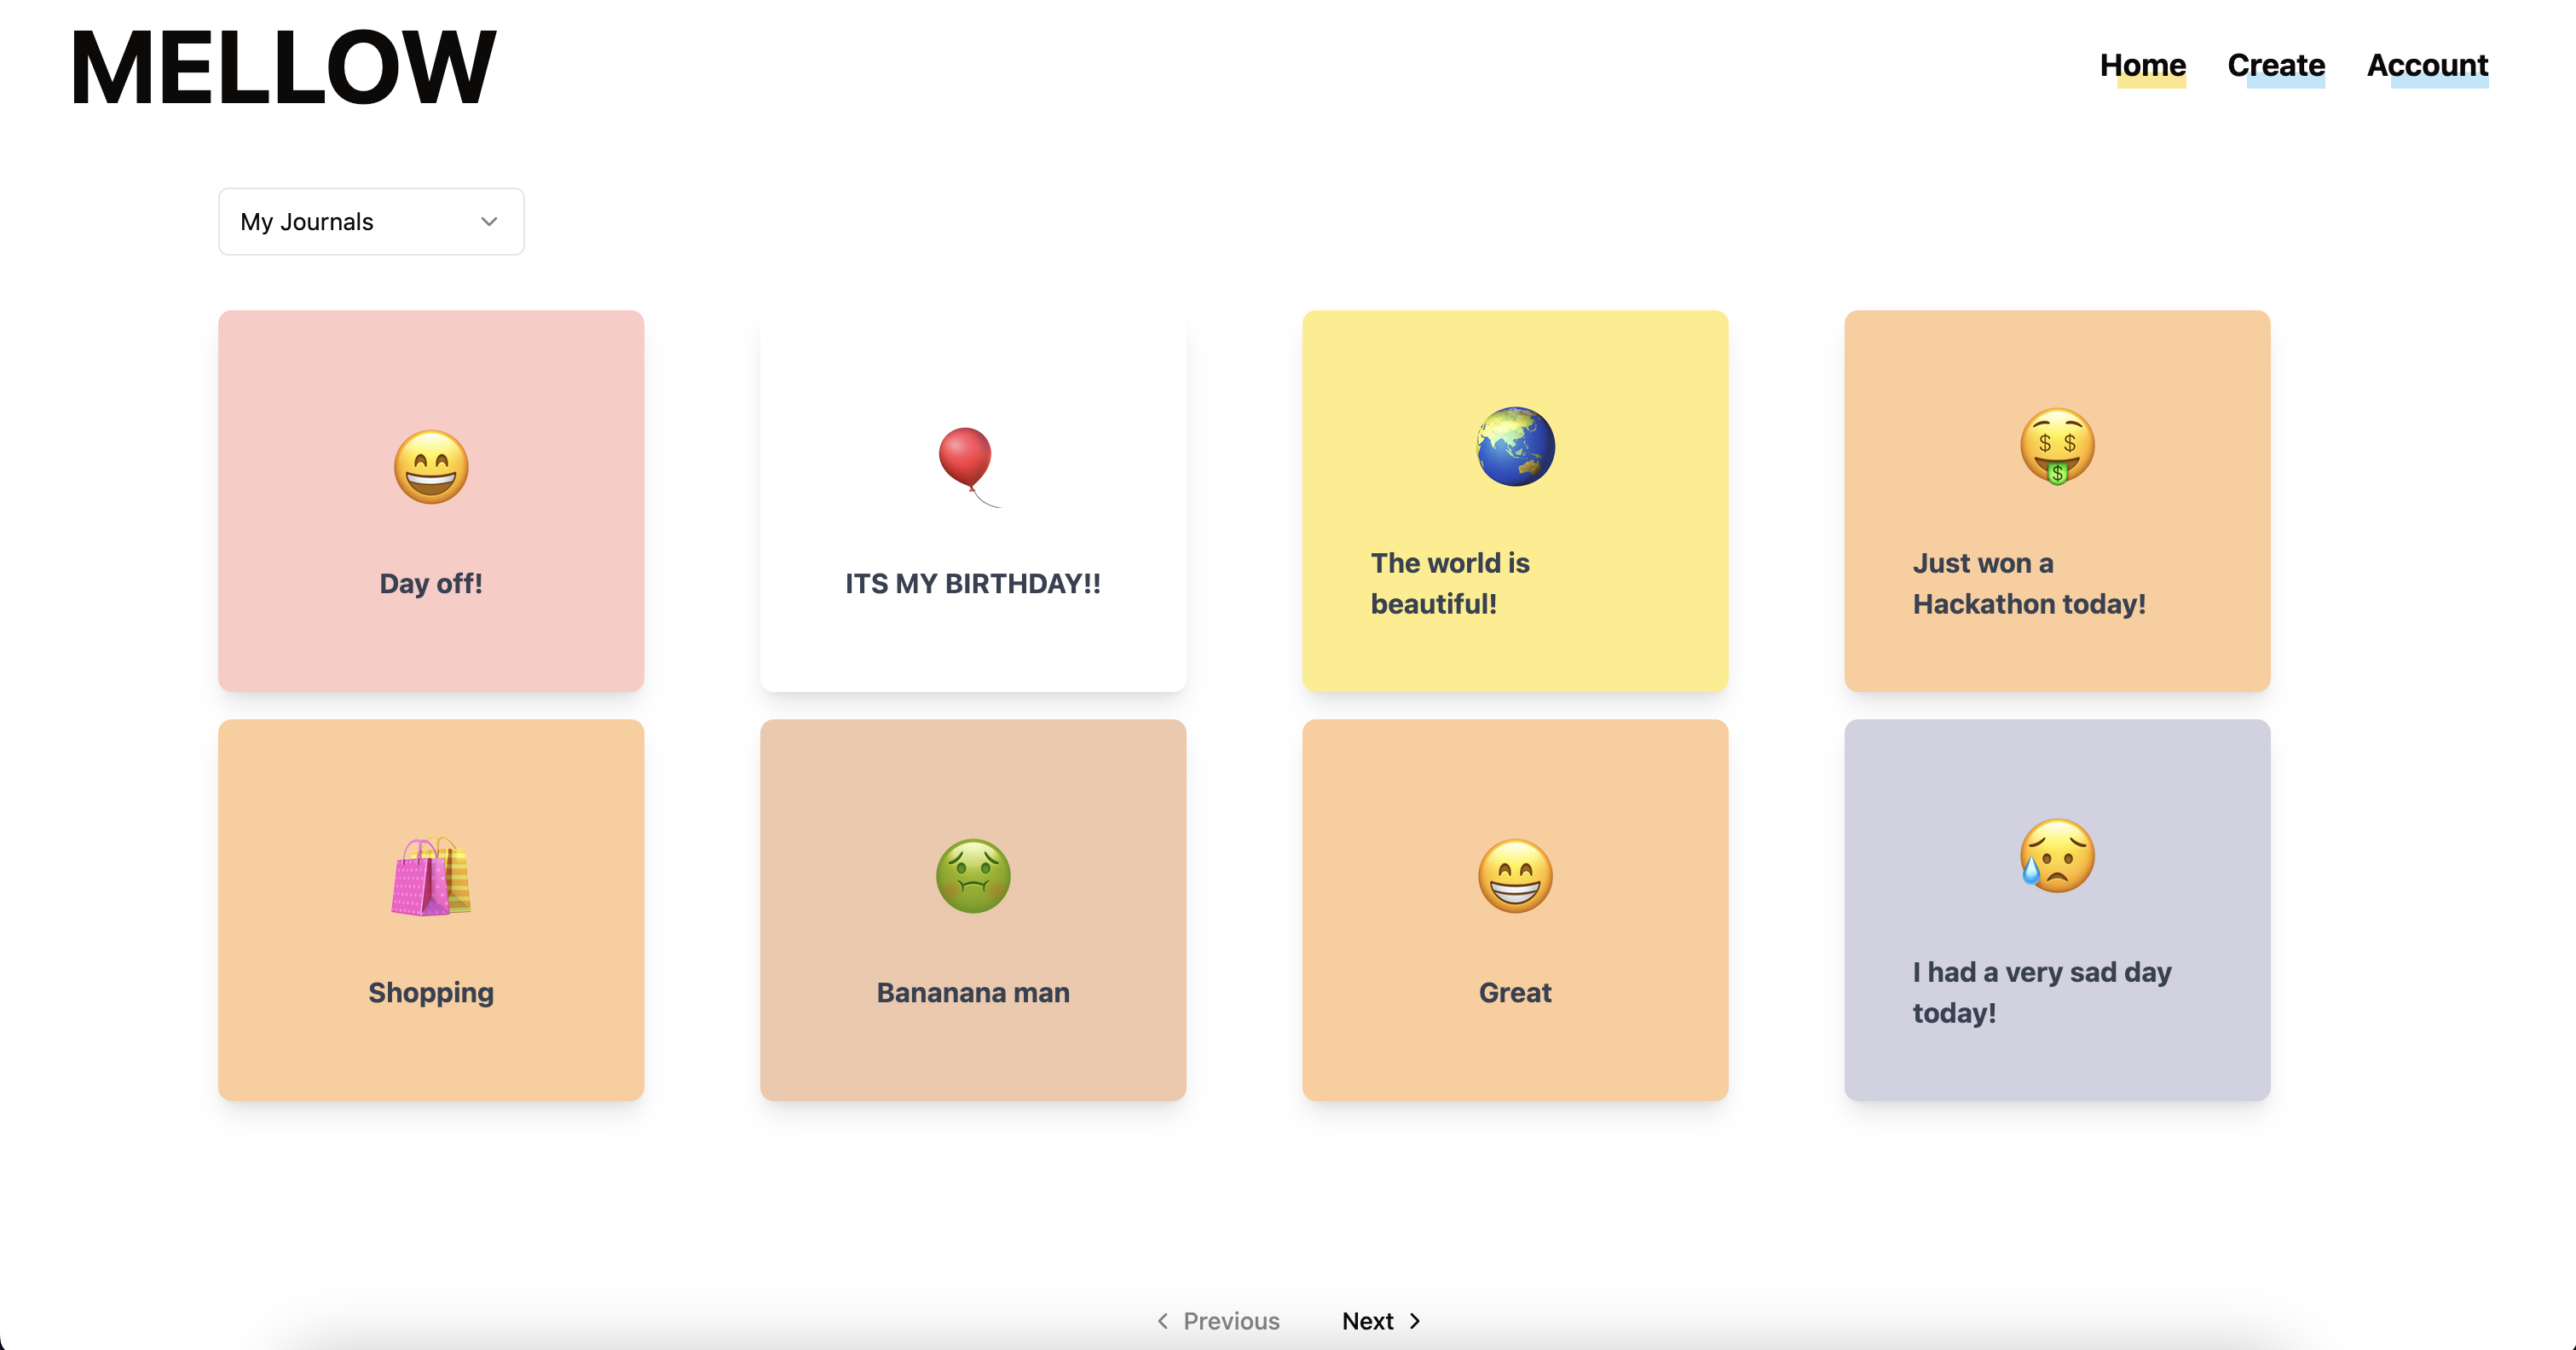 MELLOW
Home Create Account
My Journals
Day off!
ITS MY BIRTHDAY!!
The world is
beautiful!
Just won a
Hackathon today!
Shopping
Bananana man
Great
I had a very sad day
today!
Previous Next